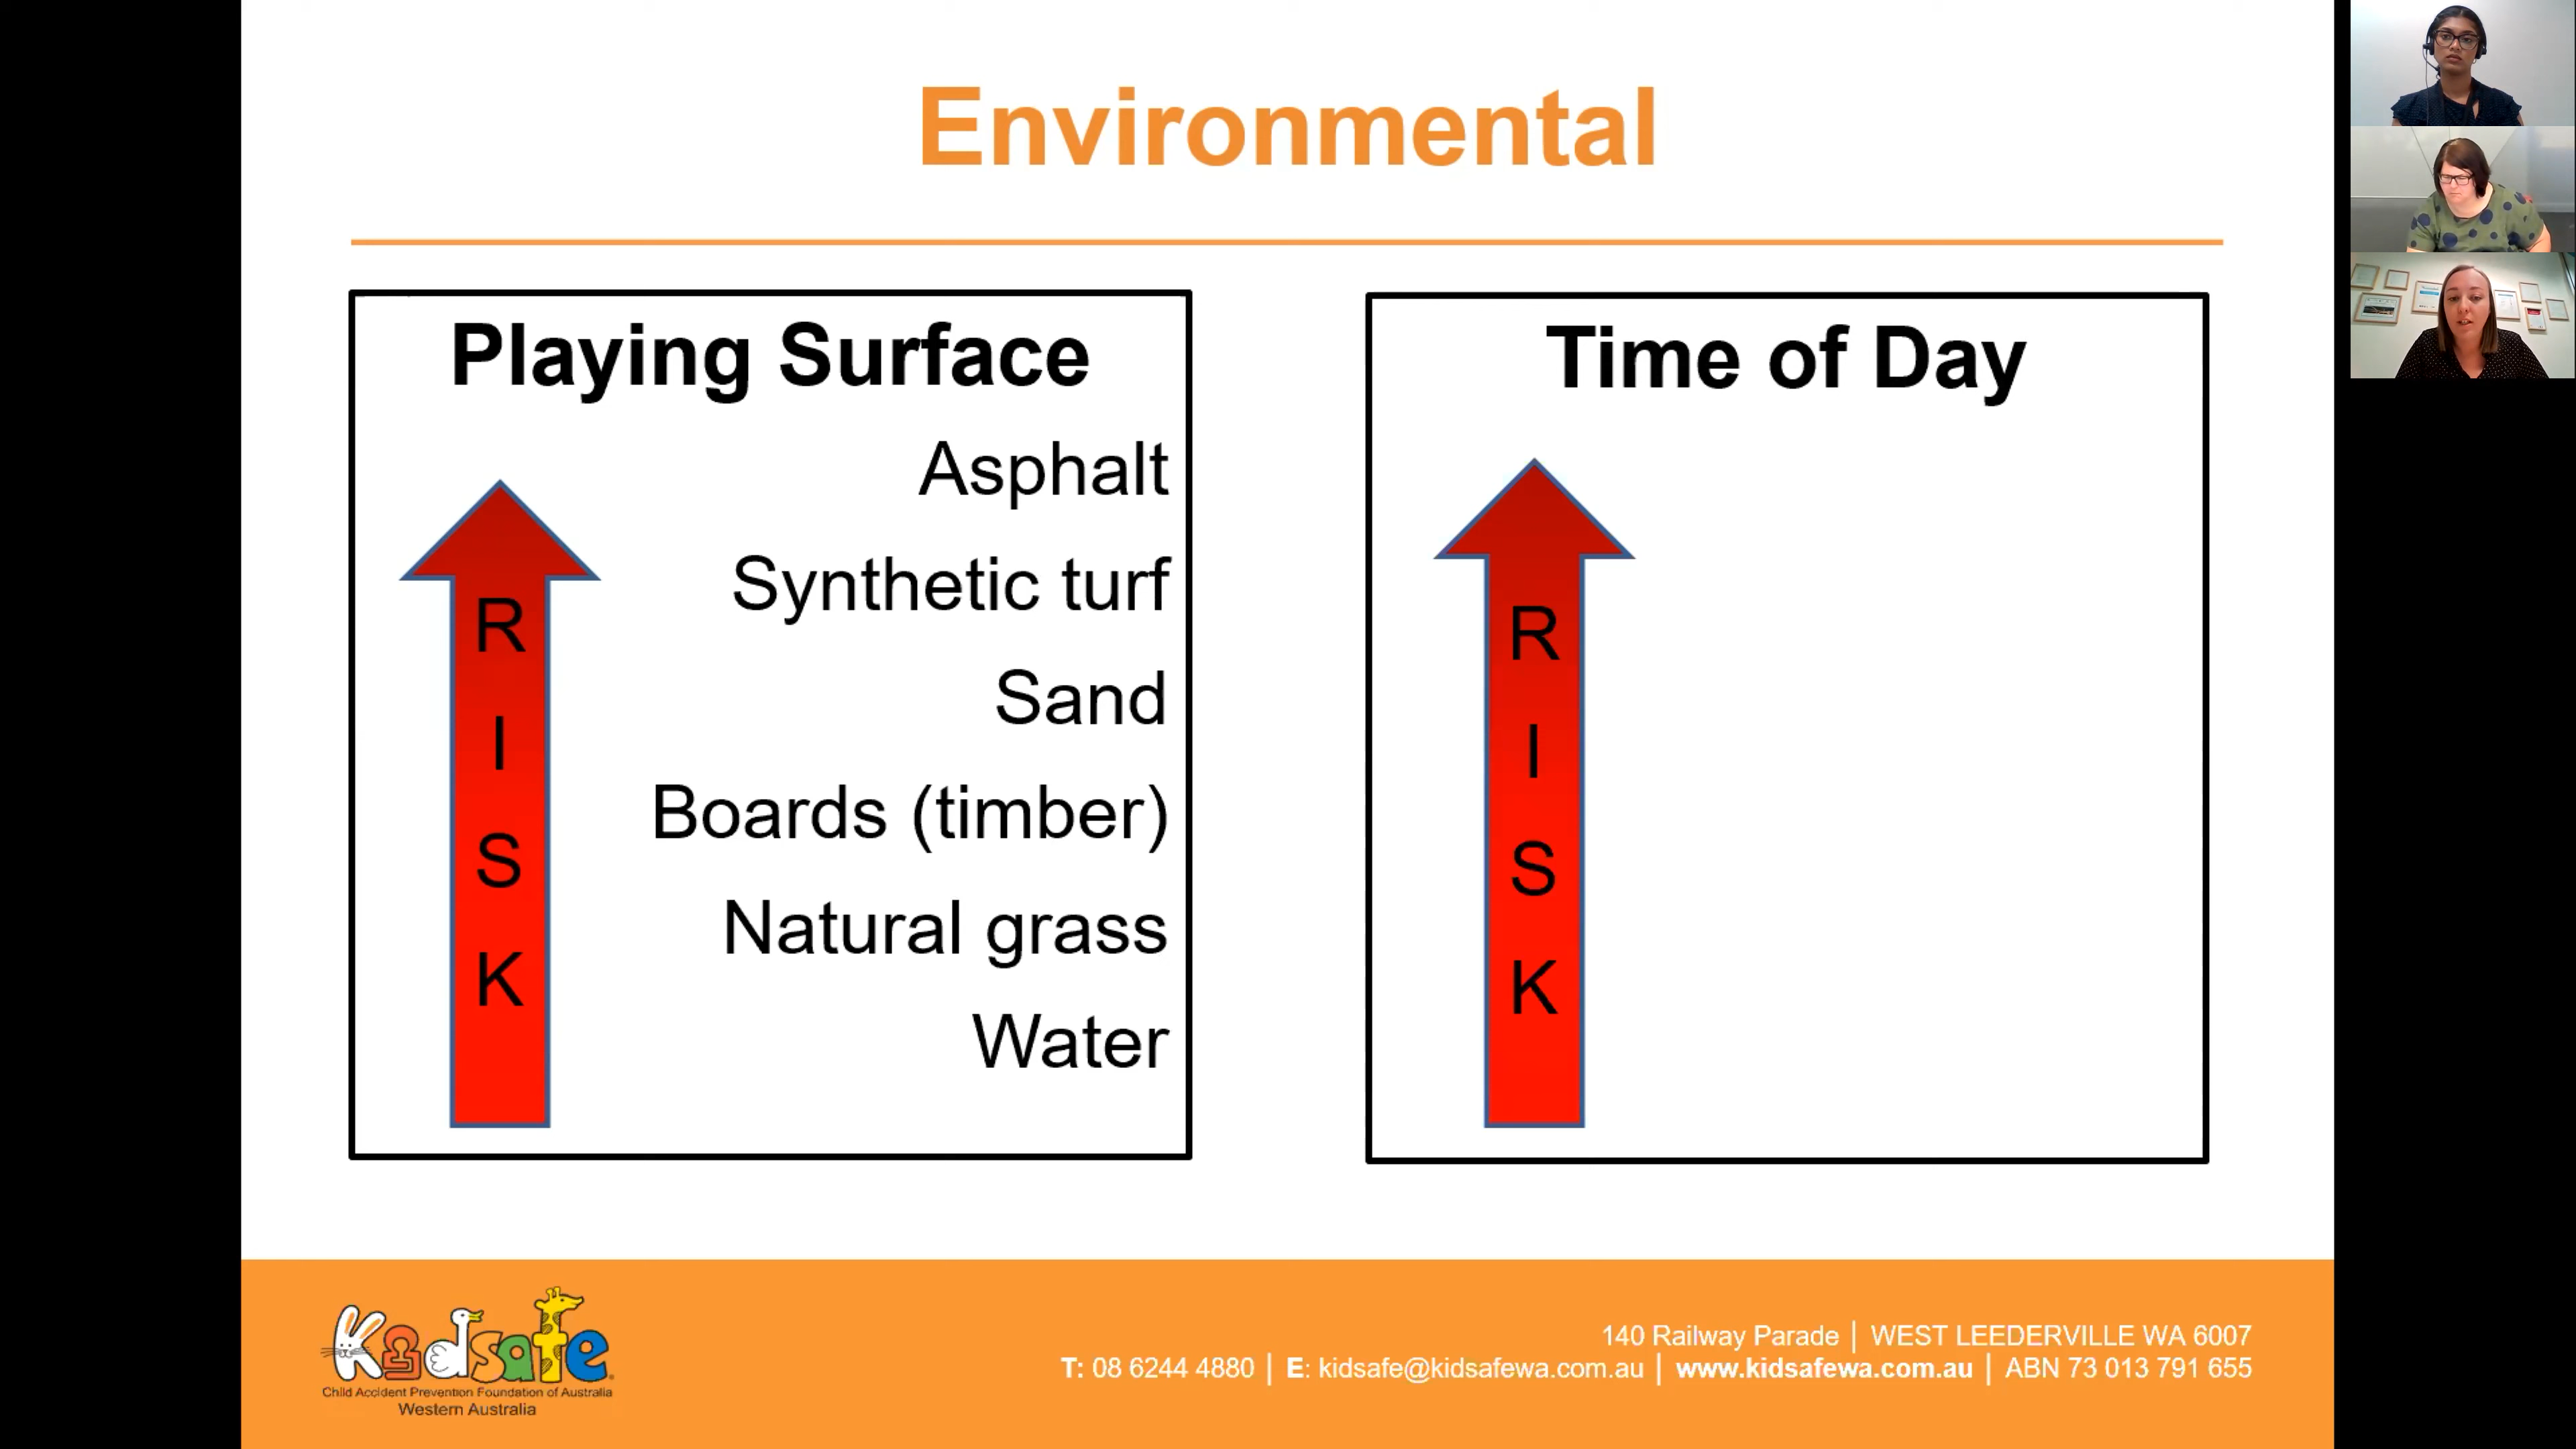 Environmental
Playing Surface
R
I
S
K
Asphalt
Synthetic turf
Sand
Boards (timber)
Natural grass
Water
Time of Day
R
I
S
K
Kidsafe
Child Accident Prevention Foundation of Australia
Western Australia
140 Railway Parade | WEST LEEDERVILLE WA 6007
T: 08 6244 4880 | E: kidsafe@kidsafewa.com.au | www.kidsafewa.com.au | ABN 73 013 791 655